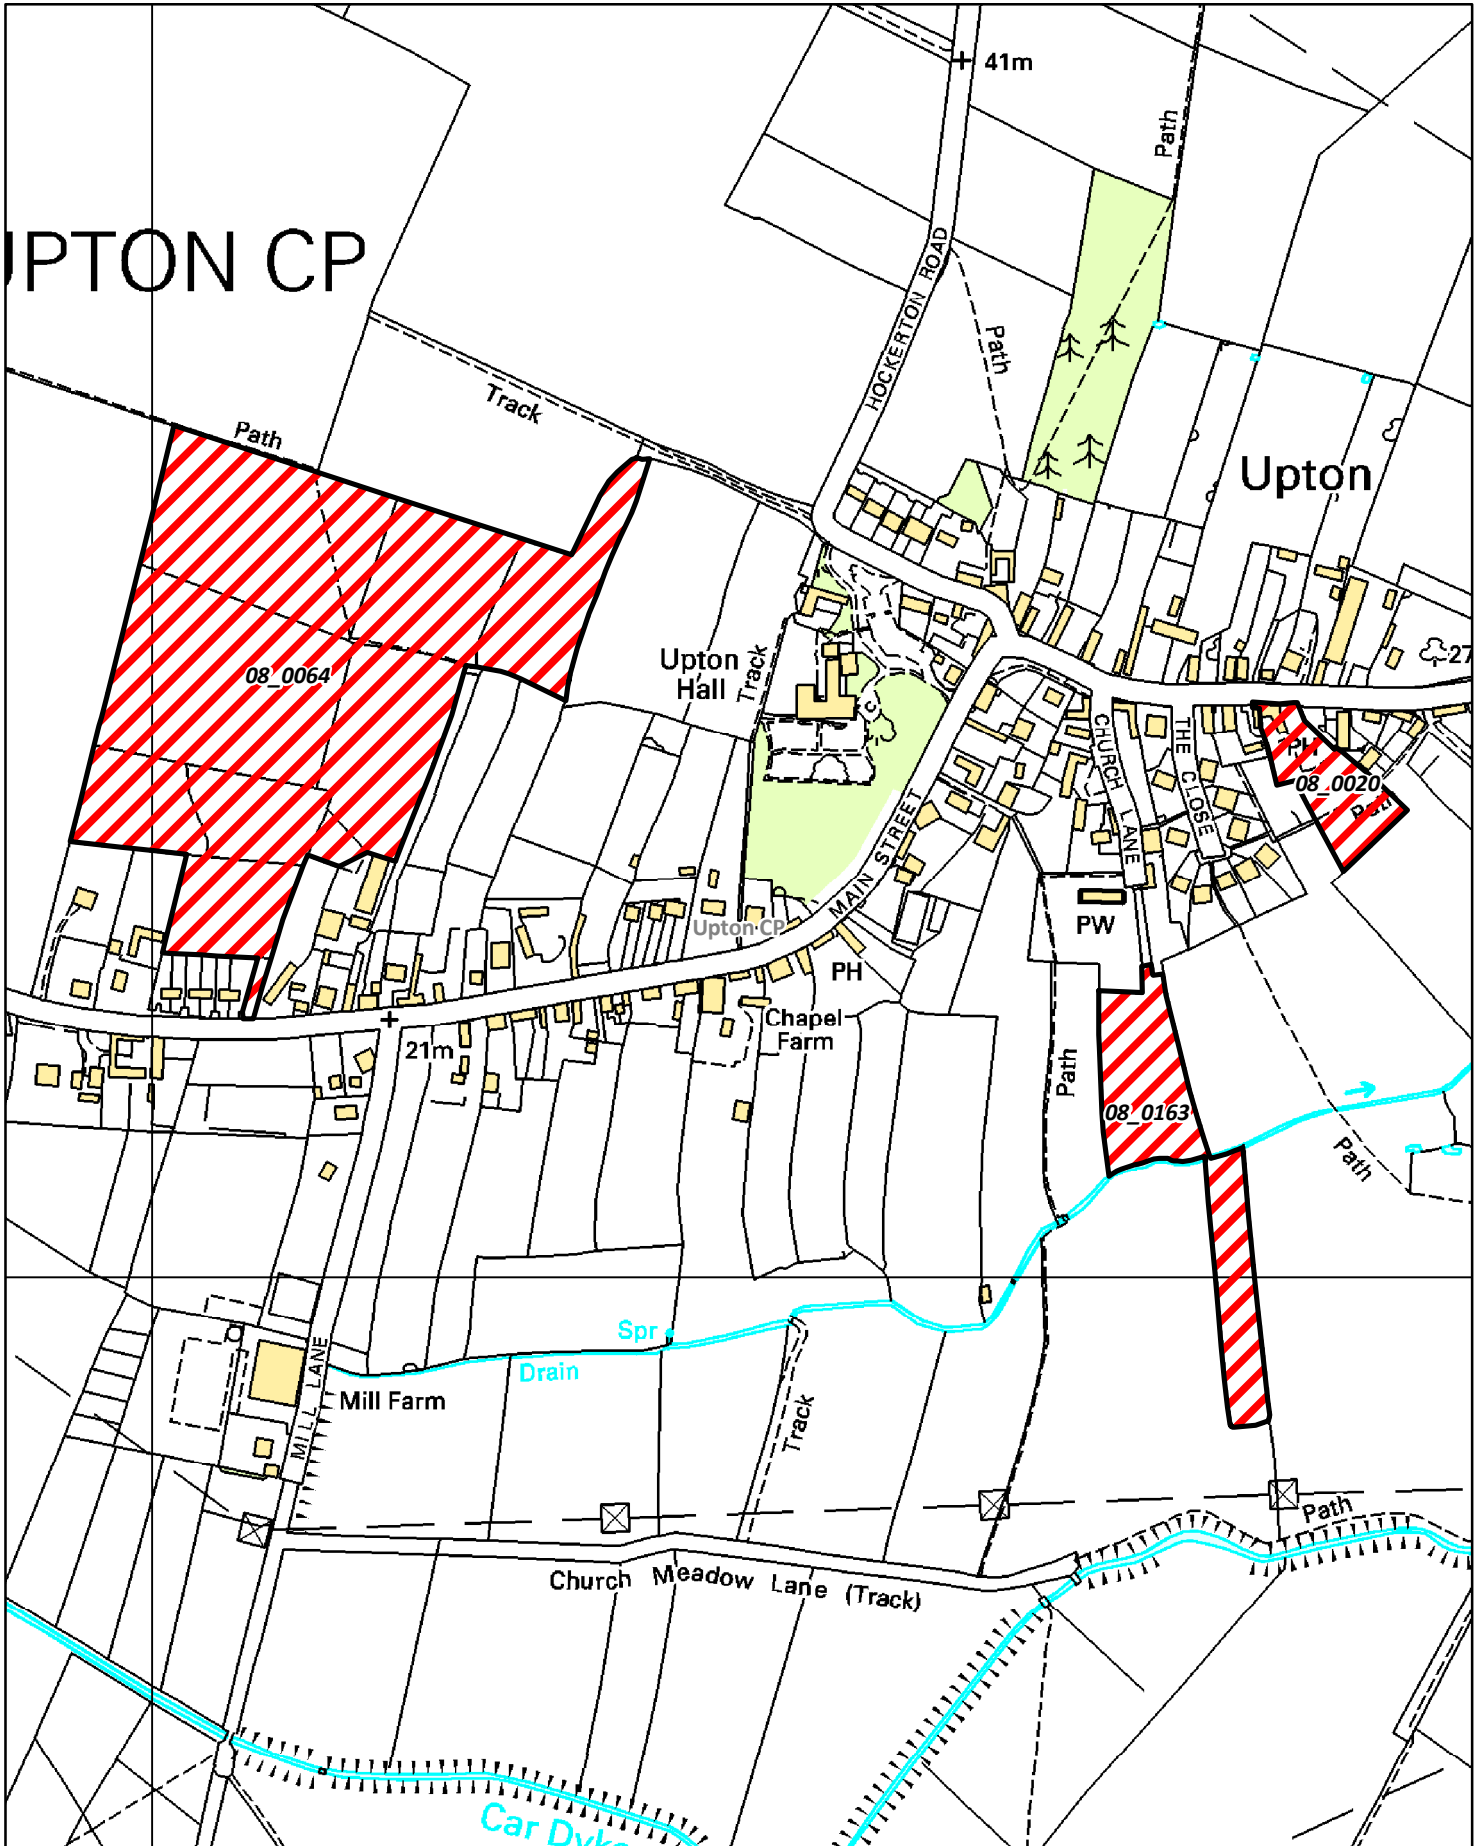 41m
Path
UPTON CP
HOCKERTON ROAD
Path
Track
Path
Upton
08_0064
Upton
Hall
Track
27
CHURCH LANE
THE CLOSE
PH
08_0020
Path
MAIN STREET
Upton CP
PW
PH
Chapel
Farm
21m
Path
08_0163
Path
Spr
Drain
MILL LANE
Mill Farm
Track
Path
Church Meadow Lane (Track)
Car Dyke